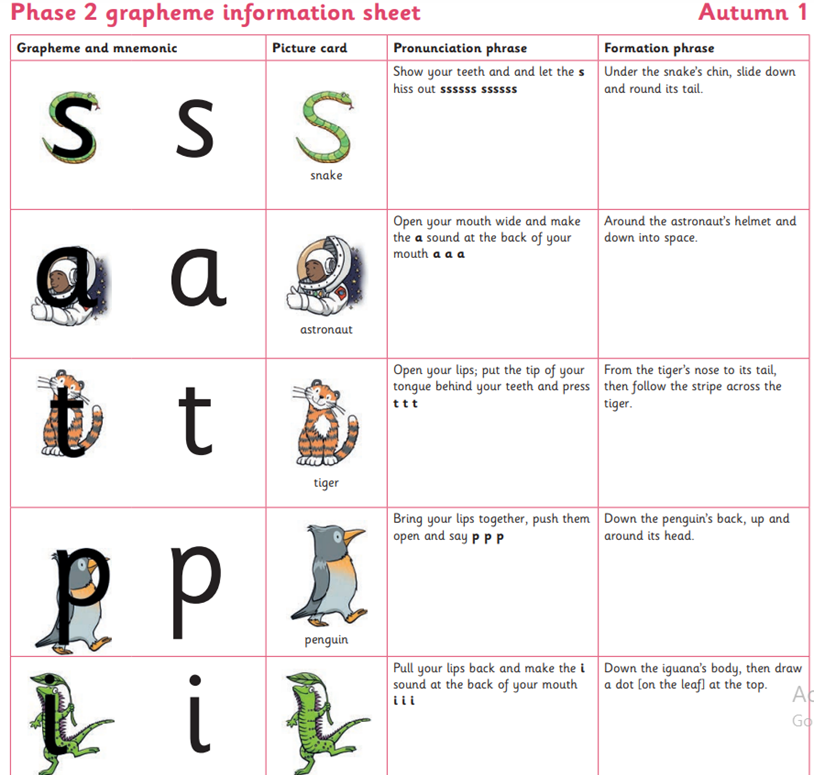 Phase 2 grapheme information sheet Autumn 1
Grapheme and mnemonic Picture card Pronunciation phrase Formation phrase
s s
snake
Show your teeth and and let the s
hiss out ssssss ssssss
Under the snake's chin, slide down
and round its tail.
a a
astronaut
Open your mouth wide and make
the a sound at the back of your
mouth a a a
Around the astronaut's helmet and
down into space.
t t
tiger
Open your lips; put the tip of your
tongue behind your teeth and press
t t t
From the tiger's nose to its tail,
then follow the stripe across the
tiger.
p p
penguin
Bring your lips together, push them
open and say p p p
Down the penguin's back, up and
around its head.
i i
Pull your lips back and make the i
sound at the back of your mouth
i i i
Down the iguana's body, then draw
a dot [on the leaf] at the top.
Go